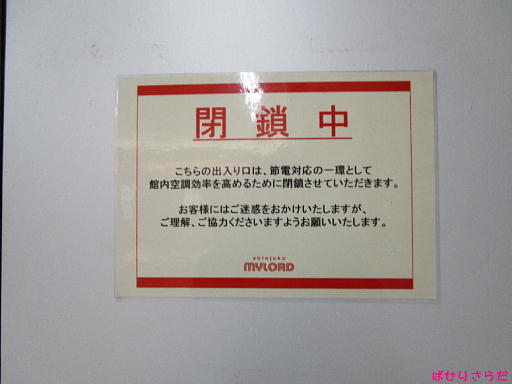 閉鎖中
こちらの出入り口は、節電対応の一環として
館内空調効率を高めるために閉鎖させていただきます。
お客様にはご迷惑をおかけいたしますが、
ご理解、ご協力くださいますようお願いいたします。
shinjuku
MYLORD
ぱせりさらだ